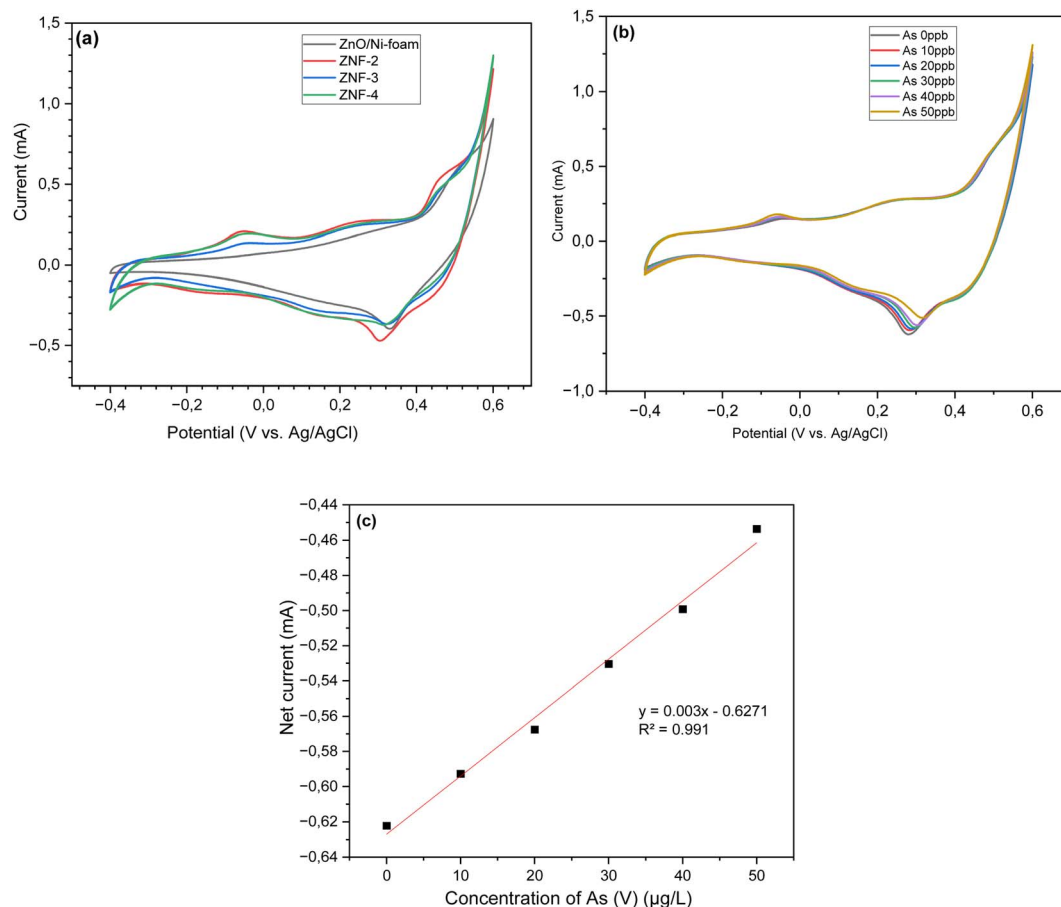 (a)
ZnO/Ni-foam
ZNF-2
ZNF-3
ZNF-4
1,5
1,0
0,5
0,0
−0,5
Current (mA)
−0,4 −0,2 0,0 0,2 0,4 0,6
Potential (V vs. Ag/AgCl)
(b)
As 0ppb
As 10ppb
As 20ppb
As 30ppb
As 40ppb
As 50ppb
1,5
1,0
0,5
0,0
−0,5
−1,0
Current (mA)
−0,4 −0,2 0,0 0,2 0,4 0,6
Potential (V vs. Ag/AgCl)
(c)
−0,44
−0,46
−0,48
−0,50
−0,52
−0,54
−0,56
−0,58
−0,60
−0,62
−0,64
Net current (mA)
y = 0.003x - 0.6271
R² = 0.991
0 10 20 30 40 50
Concentration of As (V) (µg/L)